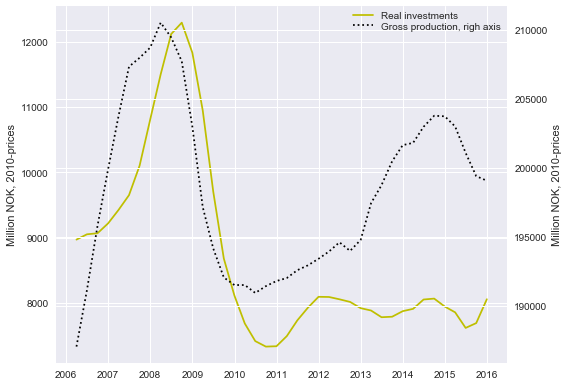 Real investments
Gross production, righ axis
12000
11000
10000
9000
8000
210000
205000
200000
195000
190000
Million NOK, 2010-prices
Million NOK, 2010-prices
2006 2007 2008 2009 2010 2011 2012 2013 2014 2015 2016